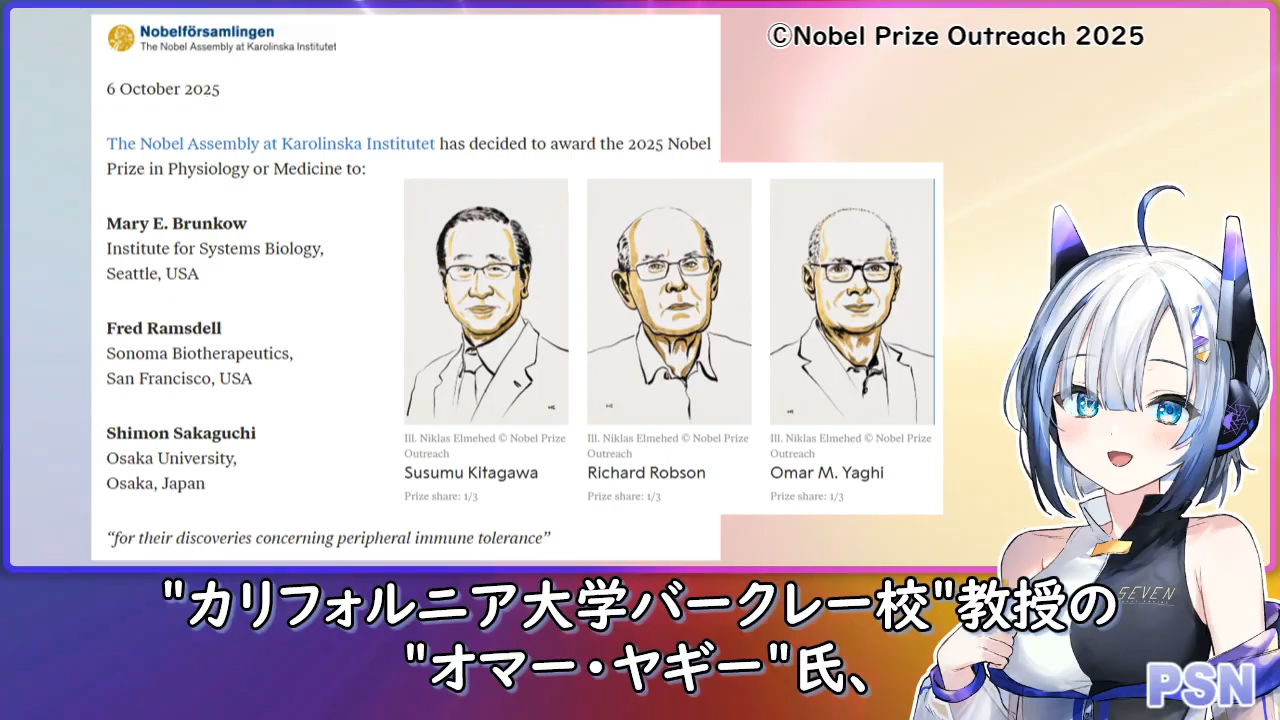 Nobelförsamlingen
The Nobel Assembly at Karolinska Institutet
ⒸNobel Prize Outreach 2025
6 October 2025
The Nobel Assembly at Karolinska Institutet has decided to award the 2025 Nobel
Prize in Physiology or Medicine to:
Mary E. Brunkow
Institute for Systems Biology,
Seattle, USA
Fred Ramsdell
Sonoma Biotherapeutics,
San Francisco, USA
Shimon Sakaguchi
Osaka University,
Osaka, Japan
“for their discoveries concerning peripheral immune tolerance”
Ill. Niklas Elmehed © Nobel Prize
Outreach
Susumu Kitagawa
Prize share: 1/3
Ill. Niklas Elmehed © Nobel Prize
Outreach
Richard Robson
Prize share: 1/3
Ill. Niklas Elmehed © Nobel Prize
Outreach
Omar M. Yaghi
Prize share: 1/3
SEVEN
"カリフォルニア大学バークレー校"教授の
"オマー・ヤギー"氏、
PSN